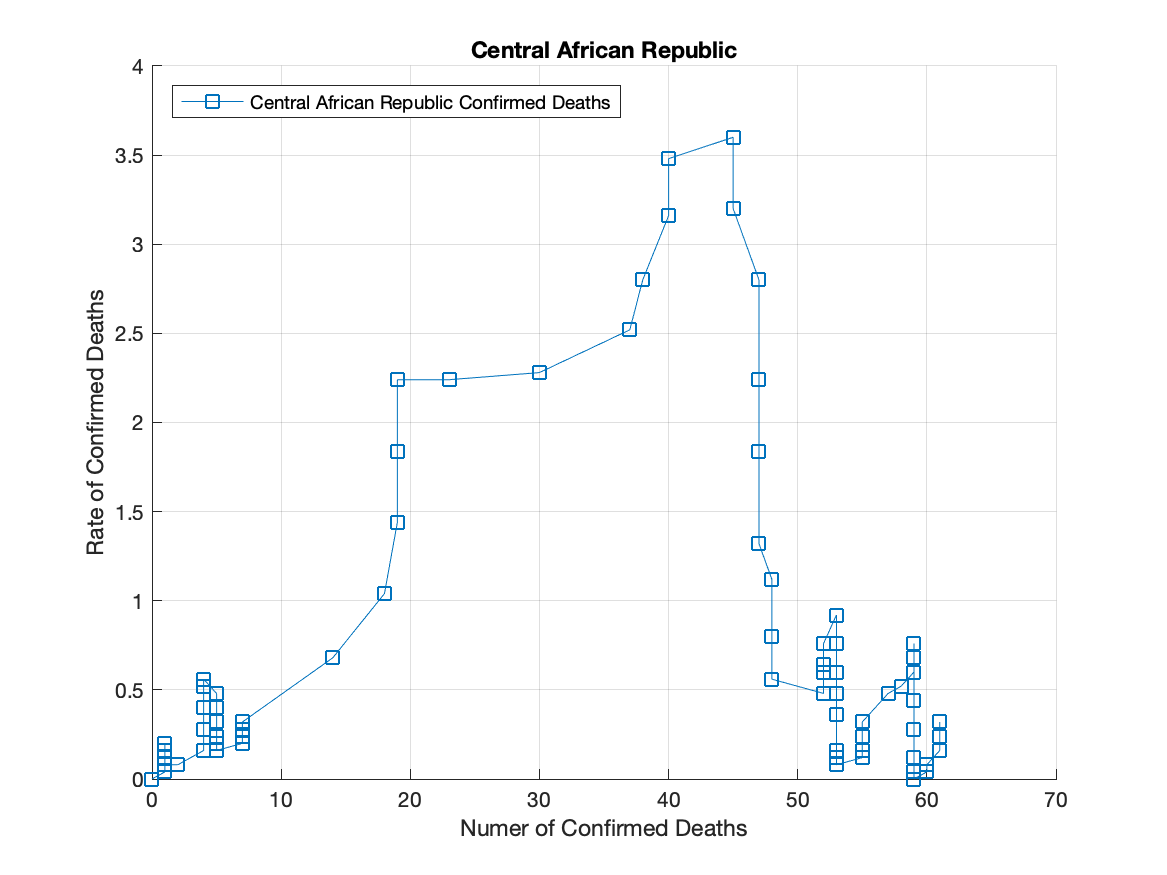 Central African Republic
Central African Republic Confirmed Deaths
4
3.5
3
2.5
2
1.5
1
0.5
0
Rate of Confirmed Deaths
0 10 20 30 40 50 60 70
Numer of Confirmed Deaths